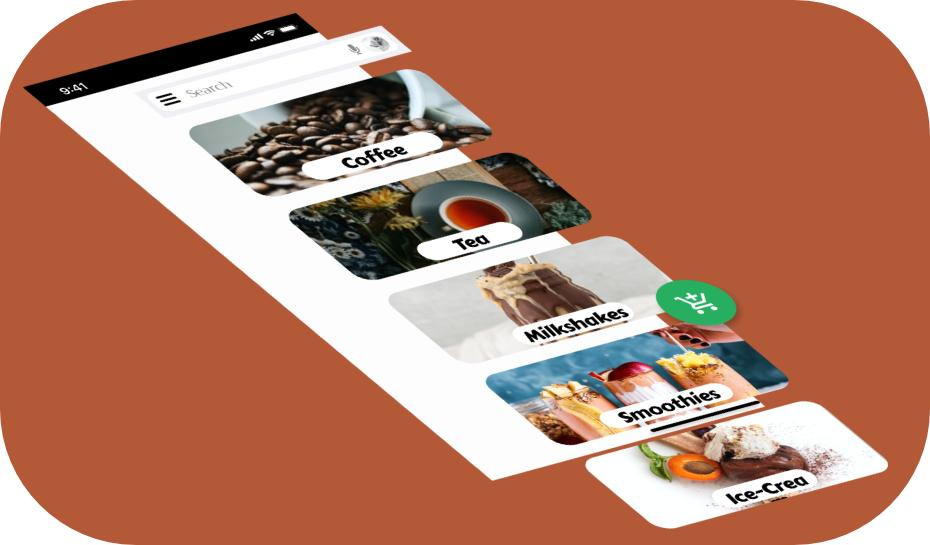 9:41
Search
Coffee
Tea
Milkshakes
Smoothies
Ice-Crea